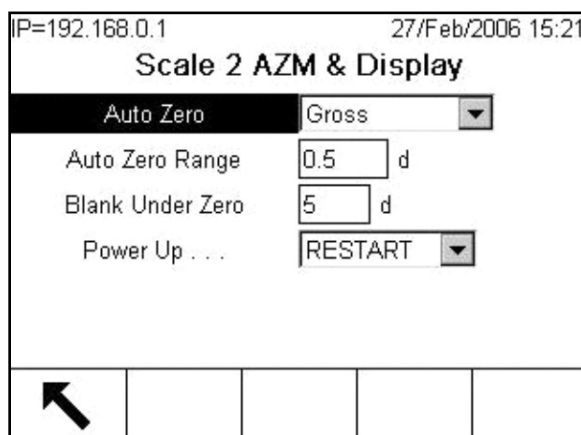 IP=192.168.0.1 27/Feb/2006 15:21
Scale 2 AZM & Display
Auto Zero Gross
Auto Zero Range 0.5 d
Blank Under Zero 5 d
Power Up . . . RESTART